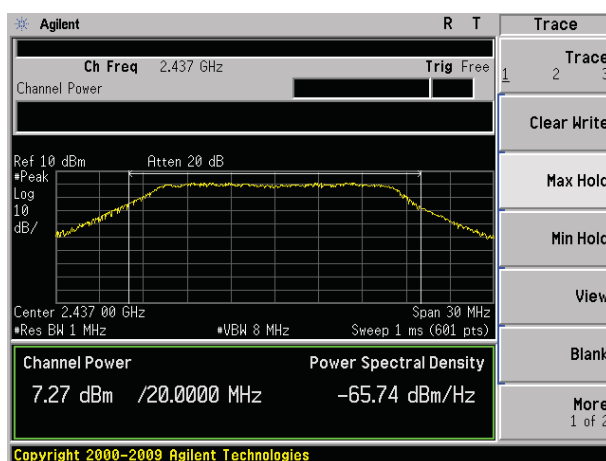 Agilent R T Trace
Ch Freq 2.437 GHz Trig Free
Channel Power
Trace
1 2 3
Clear Write
Max Hold
Min Hold
View
Blank
More
1 of 2
Ref 10 dBm Atten 20 dB
#Peak
Log
10
dB/
Center 2.437 00 GHz Span 30 MHz
#Res BW 1 MHz #VBW 8 MHz Sweep 1 ms (601 pts)
Channel Power Power Spectral Density
7.27 dBm /20.0000 MHz -65.74 dBm/Hz
Copyright 2000-2009 Agilent Technologies